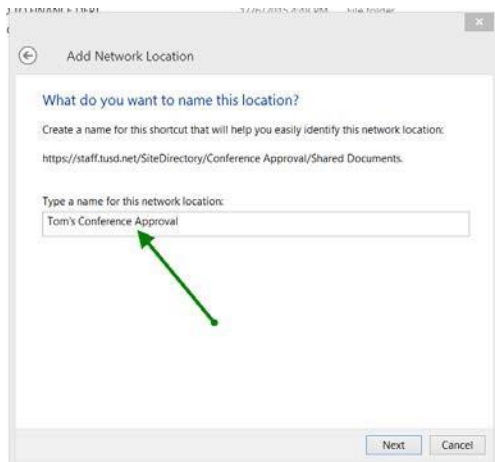 Add Network Location
What do you want to name this location?
Create a name for this shortcut that will help you easily identify this network location:
https://staff.tusd.net/SiteDirectory/Conference Approval/Shared Documents.
Type a name for this network location:
Tom's Conference Approval
Next Cancel